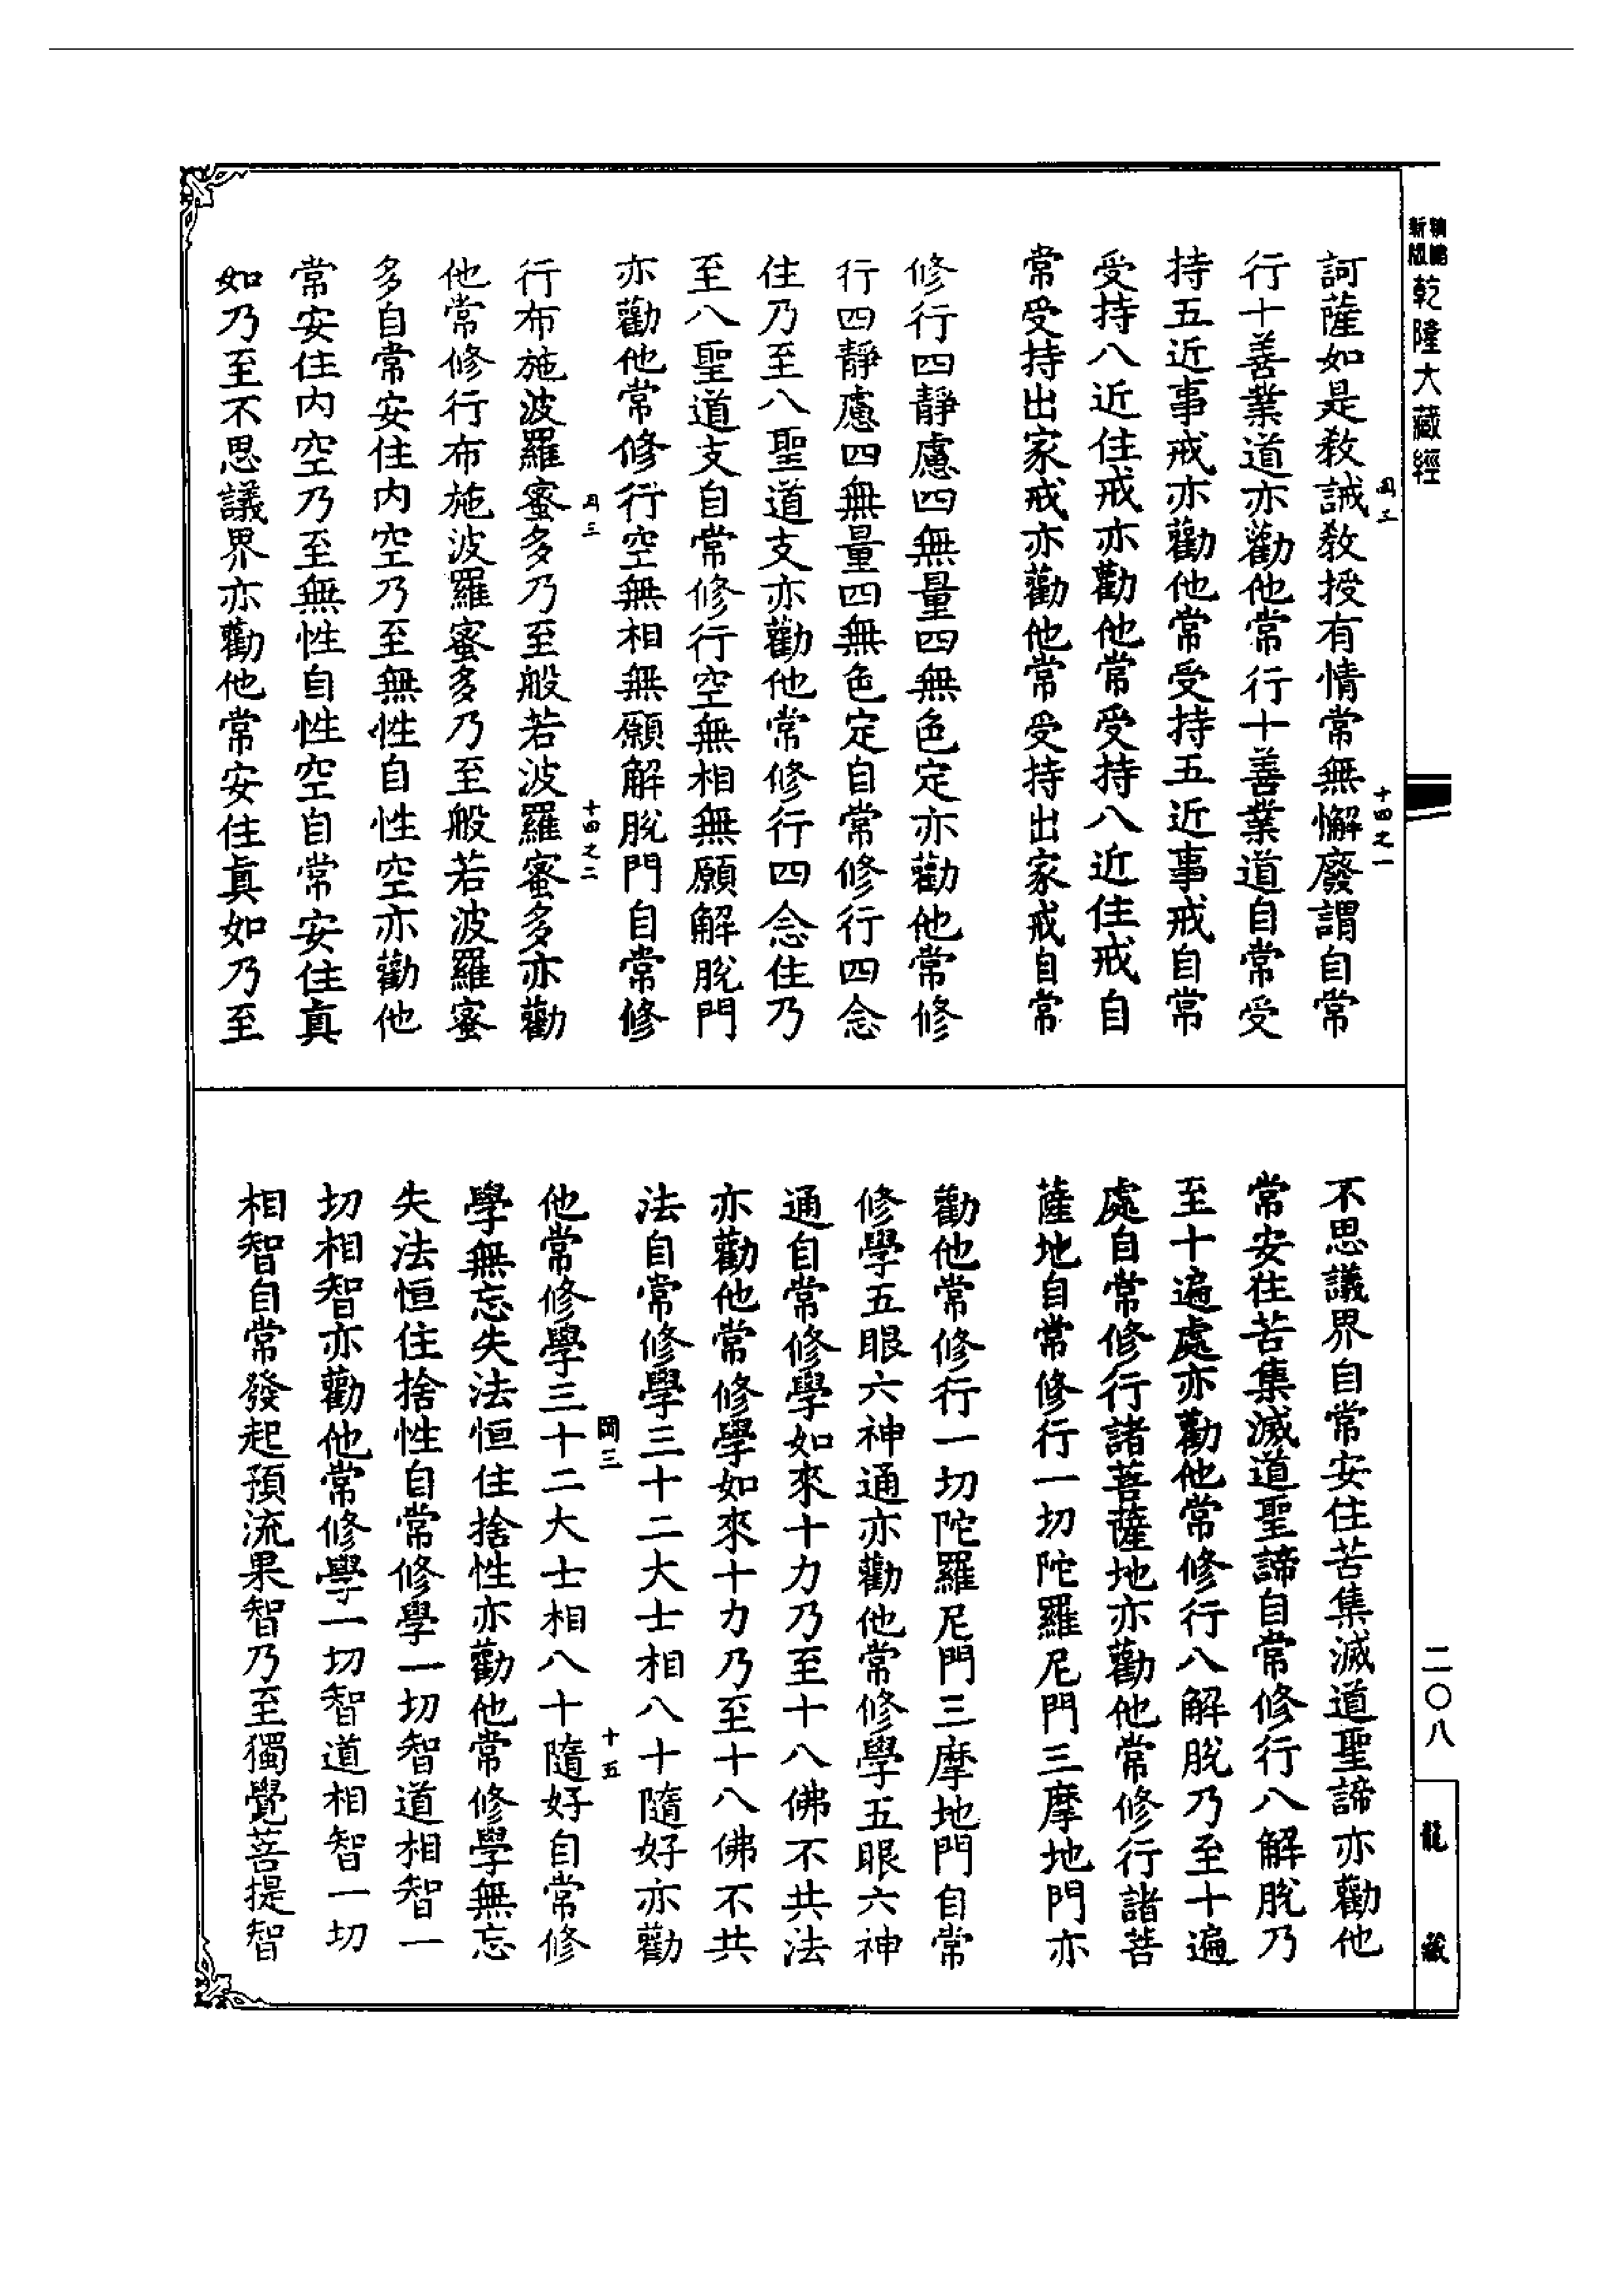 新版
精縮
乾隆大藏經
訶薩如是教誡教授有情常無懈廢謂自常
行十善業道亦勸他常行十善業道自常受
持五近事戒亦勸他常受持五近事戒自常
受持八近住戒亦勸他常受持八近住戒自
常受持出家戒亦勸他常受持出家戒自常
修行四靜慮四無量四無色定亦勸他常修
行四靜慮四無量四無色定自常修行四念
住乃至八聖道支亦勸他常修行四念住乃
至八聖道支自常修行空無相無願解脫門
亦勸他常修行空無相無願解脫門自常修
十四之二
行布施波羅蜜多乃至般若波羅蜜多亦勸
他常修行布施波羅蜜多乃至般若波羅蜜
多自常安住內空乃至無性自性空亦勸他
常安住內空乃至無性自性空自常安住真
如乃至不思議界亦勸他常安住真如乃至
十四之一
不思議界自常安住苦集滅道聖諦亦勸他
常安住苦集滅道聖諦自常修行八解脫乃
至十遍處亦勸他常修行八解脫乃至十遍
處自常修行諸菩薩地亦勸他常修行諸菩
薩地自常修行一切陀羅尼門三摩地門亦
勸他常修行一切陀羅尼門三摩地門自常
修學五眼六神通亦勸他常修學五眼六神
通自常修學如來十力乃至十八佛不共法
亦勸他常修學如來十力乃至十八佛不共
法自常修學三十二大士相八十隨好亦勸
岡三
十五
他常修學三十二大士相八十隨好自常修
學無忘失法恒住捨性亦勸他常修學無忘
失法恒住捨性自常修學一切智道相智一
切相智亦勸他常修學一切智道相智一切
相智自常發起預流果智乃至獨覺菩提智
二〇八
龍藏